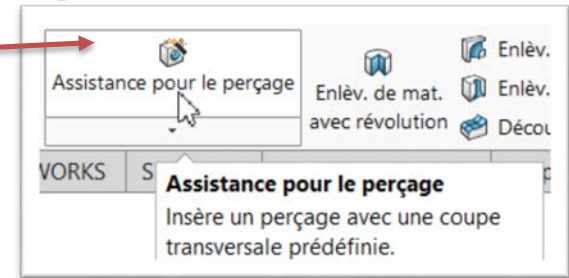 Assistance pour le perçage
Enlèv. de mat.
avec révolution
Enlèv.
Enlèv.
Décou
WORKS
S
Assistance pour le perçage
Insère un perçage avec une coupe
transversale prédéfinie.